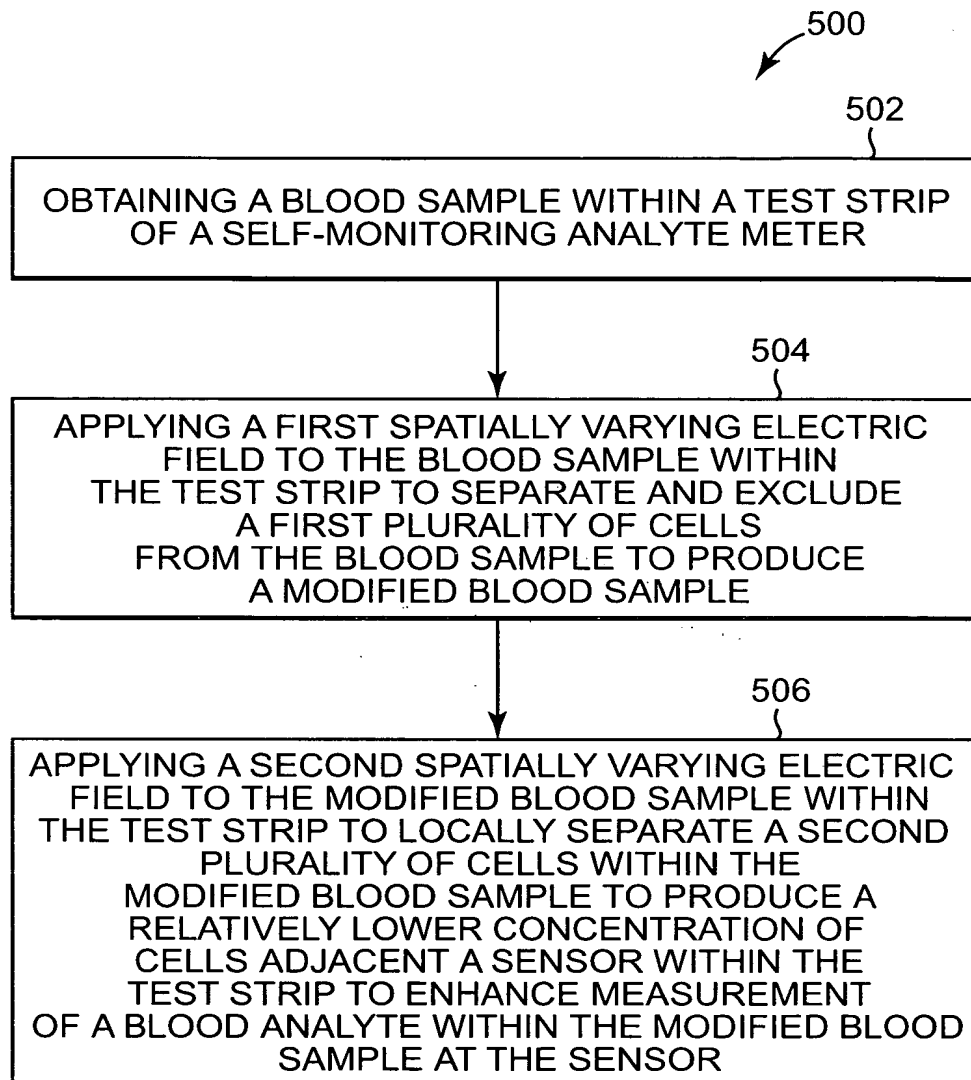 500
502
OBTAINING A BLOOD SAMPLE WITHIN A TEST STRIP
OF A SELF-MONITORING ANALYTE METER
504
APPLYING A FIRST SPATIALLY VARYING ELECTRIC
FIELD TO THE BLOOD SAMPLE WITHIN
THE TEST STRIP TO SEPARATE AND EXCLUDE
A FIRST PLURALITY OF CELLS
FROM THE BLOOD SAMPLE TO PRODUCE
A MODIFIED BLOOD SAMPLE
506
APPLYING A SECOND SPATIALLY VARYING ELECTRIC
FIELD TO THE MODIFIED BLOOD SAMPLE WITHIN
THE TEST STRIP TO LOCALLY SEPARATE A SECOND
PLURALITY OF CELLS WITHIN THE
MODIFIED BLOOD SAMPLE TO PRODUCE A
RELATIVELY LOWER CONCENTRATION OF
CELLS ADJACENT A SENSOR WITHIN THE
TEST STRIP TO ENHANCE MEASUREMENT
OF A BLOOD ANALYTE WITHIN THE MODIFIED BLOOD
SAMPLE AT THE SENSOR